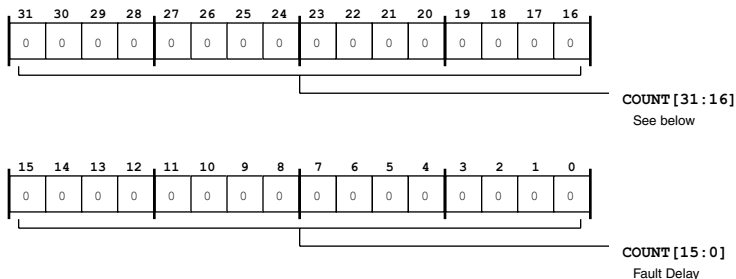 31 30 29 28 27 26 25 24 23 22 21 20 19 18 17 16
0 0 0 0 0 0 0 0 0 0 0 0 0 0 0 0
COUNT[31:16]
See below
15 14 13 12 11 10 9 8 7 6 5 4 3 2 1 0
0 0 0 0 0 0 0 0 0 0 0 0 0 0 0 0
COUNT[15:0]
Fault Delay